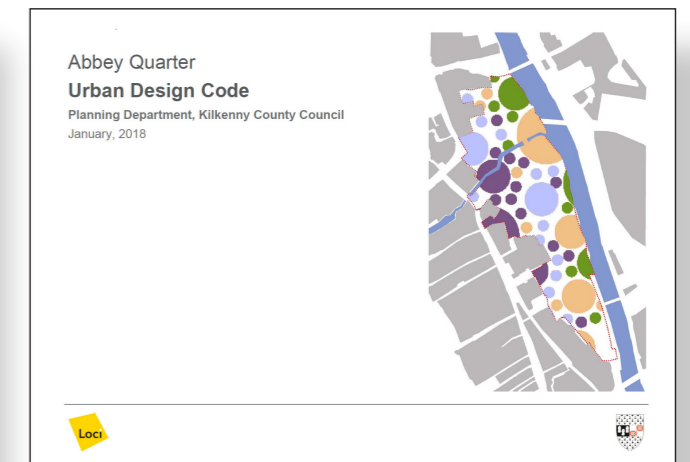 Abbey Quarter
Urban Design Code
Planning Department, Kilkenny County Council
January, 2018
Loci